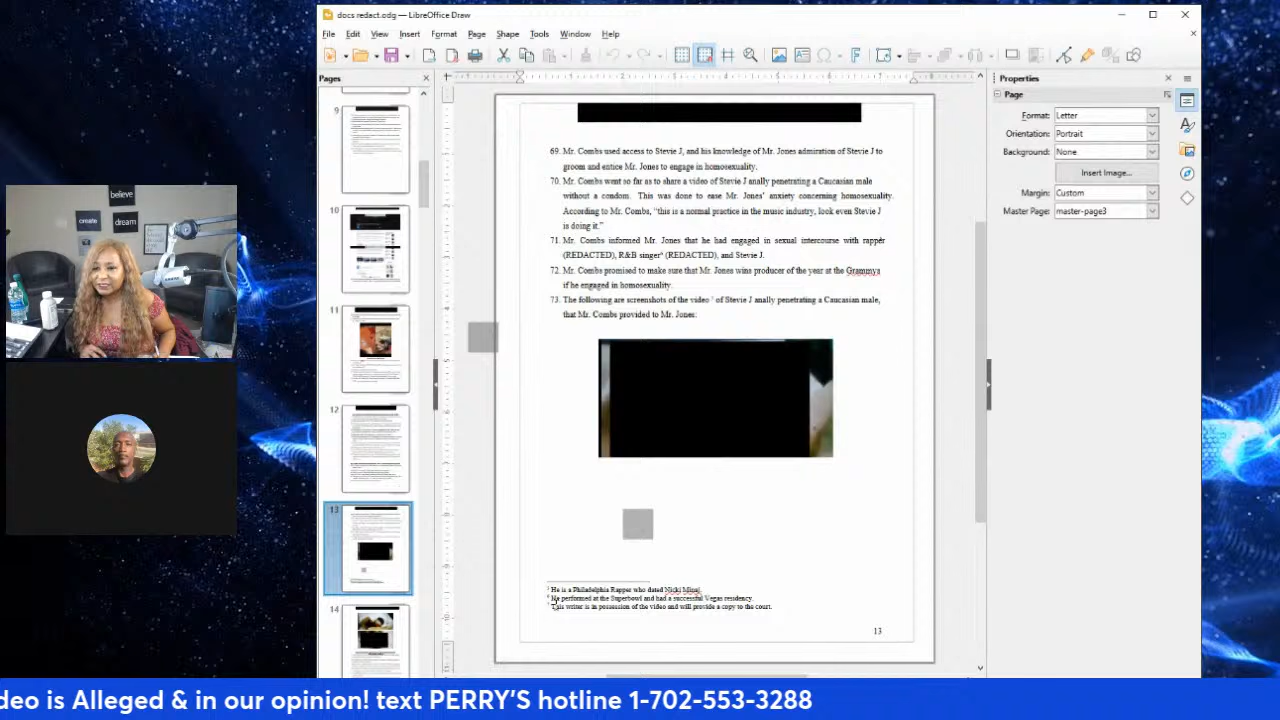 docs redact.odg — LibreOffice Draw
File Edit View Insert Format Page Shape Tools Window Help
Pages
9
10
11
12
13
14
69. Mr. Combs used access to Stevie J, and his knowledge of Mr. Jones admiration of Stevie J to
groom and entice Mr. Jones to engage in homosexuality.
70. Mr. Combs went so far as to share a video of Stevie J anally penetrating a Caucasian male
without a condom. This was done to ease Mr. Jones' anxiety concerning homosexuality.
According to Mr. Combs, "this is a normal practice in the music industry, look even Stevie J
is doing it."
71. Mr. Combs informed Mr. Jones that he had engaged in sexual intercourse with rapper
(REDACTED), R&B singer⁶ (REDACTED), and Stevie J.
72. Mr. Combs promised to make sure that Mr. Jones wins producer of the year at the Grammys
if he engaged in homosexuality.
73. The following are screenshots of the video ⁷ of Stevie J anally penetrating a Caucasian male,
that Mr. Combs provided to Mr. Jones:
He is a Philadelphia Rapper who dated Nicki Minaj.
He performed at the Superbowl and had a successful Vegas residency.
This writer is in possession of the video and will provide a copy to the court.
13
Properties
Page
Format: Letter
Orientation: Portrait
Background: None
Insert Image...
Margin: Custom
Master Page: master-page3
believe
create
dream
deo is Alleged & in our opinion! text PERRY'S hotline 1-702-553-3288